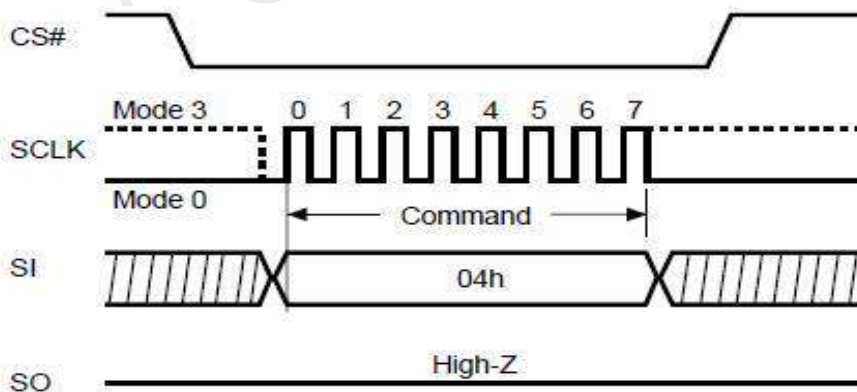 CS#
Mode 3 0 1 2 3 4 5 6 7
SCLK
Mode 0
Command
SI
04h
High-Z
SO